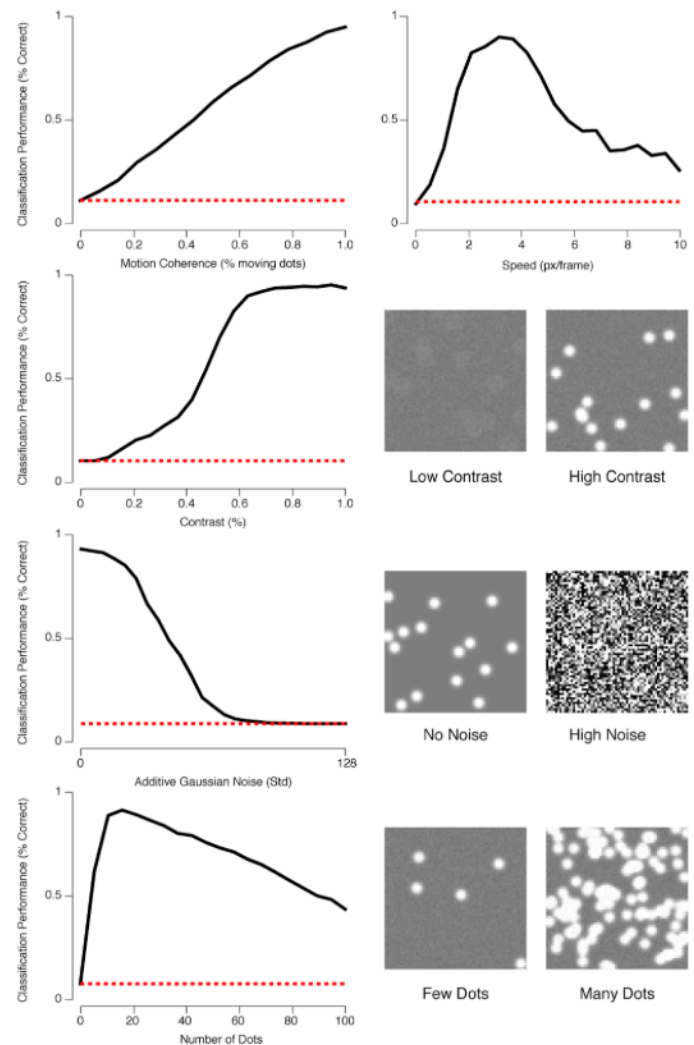 Classification Performance (% Correct)
1
0.5
0
0 0.2 0.4 0.6 0.8 1.0
Motion Coherence (% moving dots)
1
0.5
0
0 2 4 6 8 10
Speed (px/frame)
Classification Performance (% Correct)
1
0.5
0
0 0.2 0.4 0.6 0.8 1.0
Contrast (%)
Low Contrast
High Contrast
Classification Performance (% Correct)
1
0.5
0
0 128
Additive Gaussian Noise (Std)
No Noise
High Noise
Classification Performance (% Correct)
1
0.5
0
0 20 40 60 80 100
Number of Dots
Few Dots
Many Dots